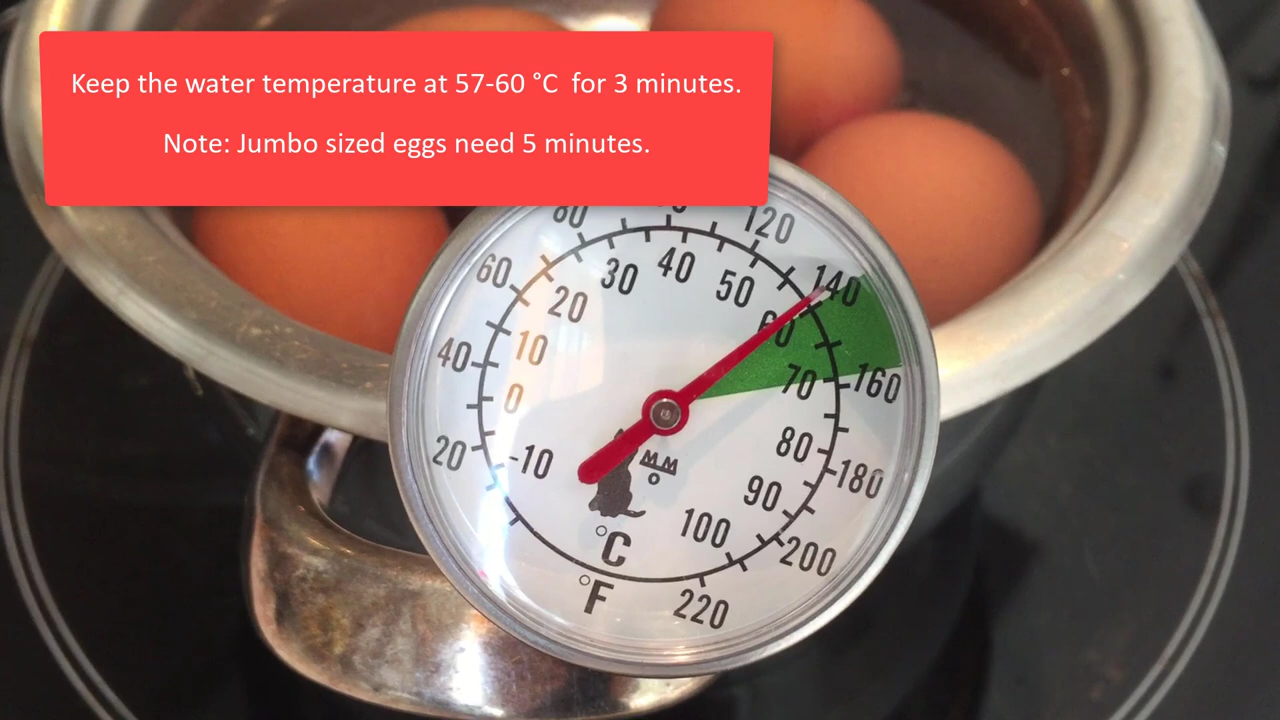 Keep the water temperature at 57-60 °C for 3 minutes.
Note: Jumbo sized eggs need 5 minutes.
80 120
60 30 40 50 140
20 60
40 10 70 160
0
20 -10 80 180
90
100 200
°C
°F 220